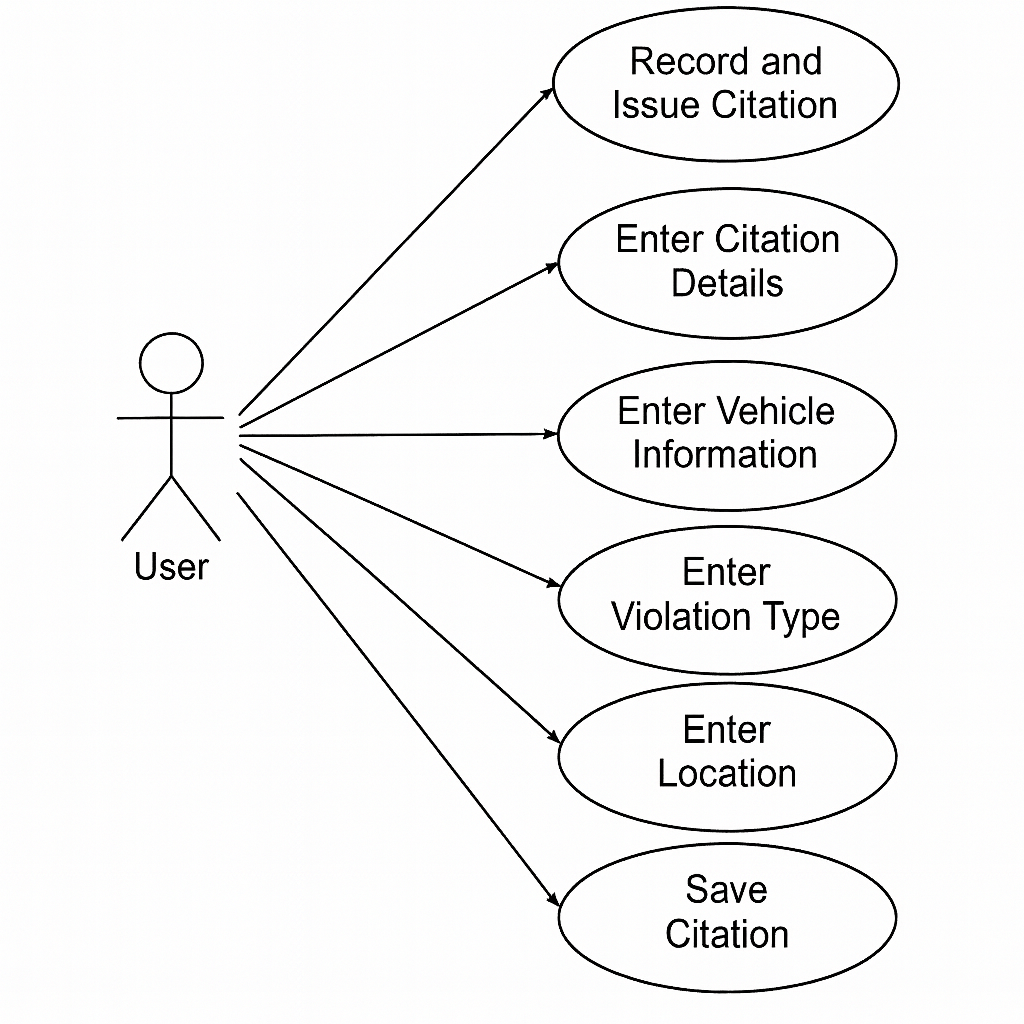 Record and
Issue Citation
Enter Citation
Details
Enter Vehicle
Information
Enter
Violation Type
Enter
Location
Save
Citation
User